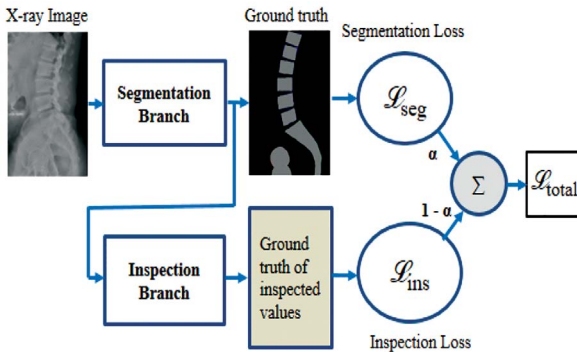 X-ray Image
Ground truth
Segmentation Loss
Segmentation
Branch
ℒseg
α
Σ
ℒtotal
1 - α
Inspection
Branch
Ground
truth of
inspected
values
ℒins
Inspection Loss